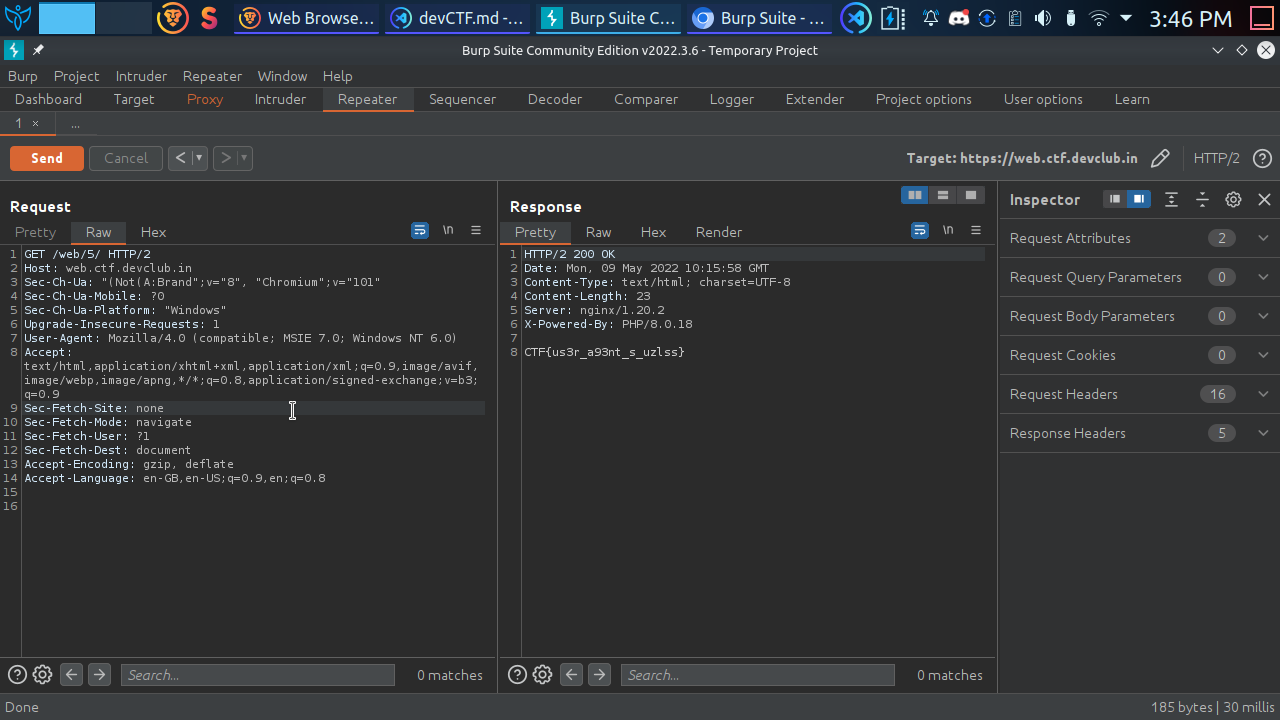 Web Browse...
devCTF.md -...
Burp Suite C...
Burp Suite - ...
3:46 PM
Burp Suite Community Edition v2022.3.6 - Temporary Project
Burp Project Intruder Repeater Window Help
Dashboard Target Proxy Intruder Repeater Sequencer Decoder Comparer Logger Extender Project options User options Learn
1 × ...
Send Cancel < > Target: https://web.ctf.devclub.in HTTP/2
Request
Pretty Raw Hex \n
1 GET /web/5/ HTTP/2
2 Host: web.ctf.devclub.in
3 Sec-Ch-Ua: "(Not(A:Brand";v="8", "Chromium";v="101"
4 Sec-Ch-Ua-Mobile: ?0
5 Sec-Ch-Ua-Platform: "Windows"
6 Upgrade-Insecure-Requests: 1
7 User-Agent: Mozilla/4.0 (compatible; MSIE 7.0; Windows NT 6.0)
8 Accept:
text/html,application/xhtml+xml,application/xml;q=0.9,image/avif,
image/webp,image/apng,*/*;q=0.8,application/signed-exchange;v=b3;
q=0.9
9 Sec-Fetch-Site: none
10 Sec-Fetch-Mode: navigate
11 Sec-Fetch-User: ?1
12 Sec-Fetch-Dest: document
13 Accept-Encoding: gzip, deflate
14 Accept-Language: en-GB,en-US;q=0.9,en;q=0.8
15
16
Search... 0 matches
Response
Pretty Raw Hex Render \n
1 HTTP/2 200 OK
2 Date: Mon, 09 May 2022 10:15:58 GMT
3 Content-Type: text/html; charset=UTF-8
4 Content-Length: 23
5 Server: nginx/1.20.2
6 X-Powered-By: PHP/8.0.18
7
8 CTF{us3r_a93nt_s_uzlss}
Search... 0 matches
Inspector
Request Attributes 2
Request Query Parameters 0
Request Body Parameters 0
Request Cookies 0
Request Headers 16
Response Headers 5
Done
185 bytes | 30 millis